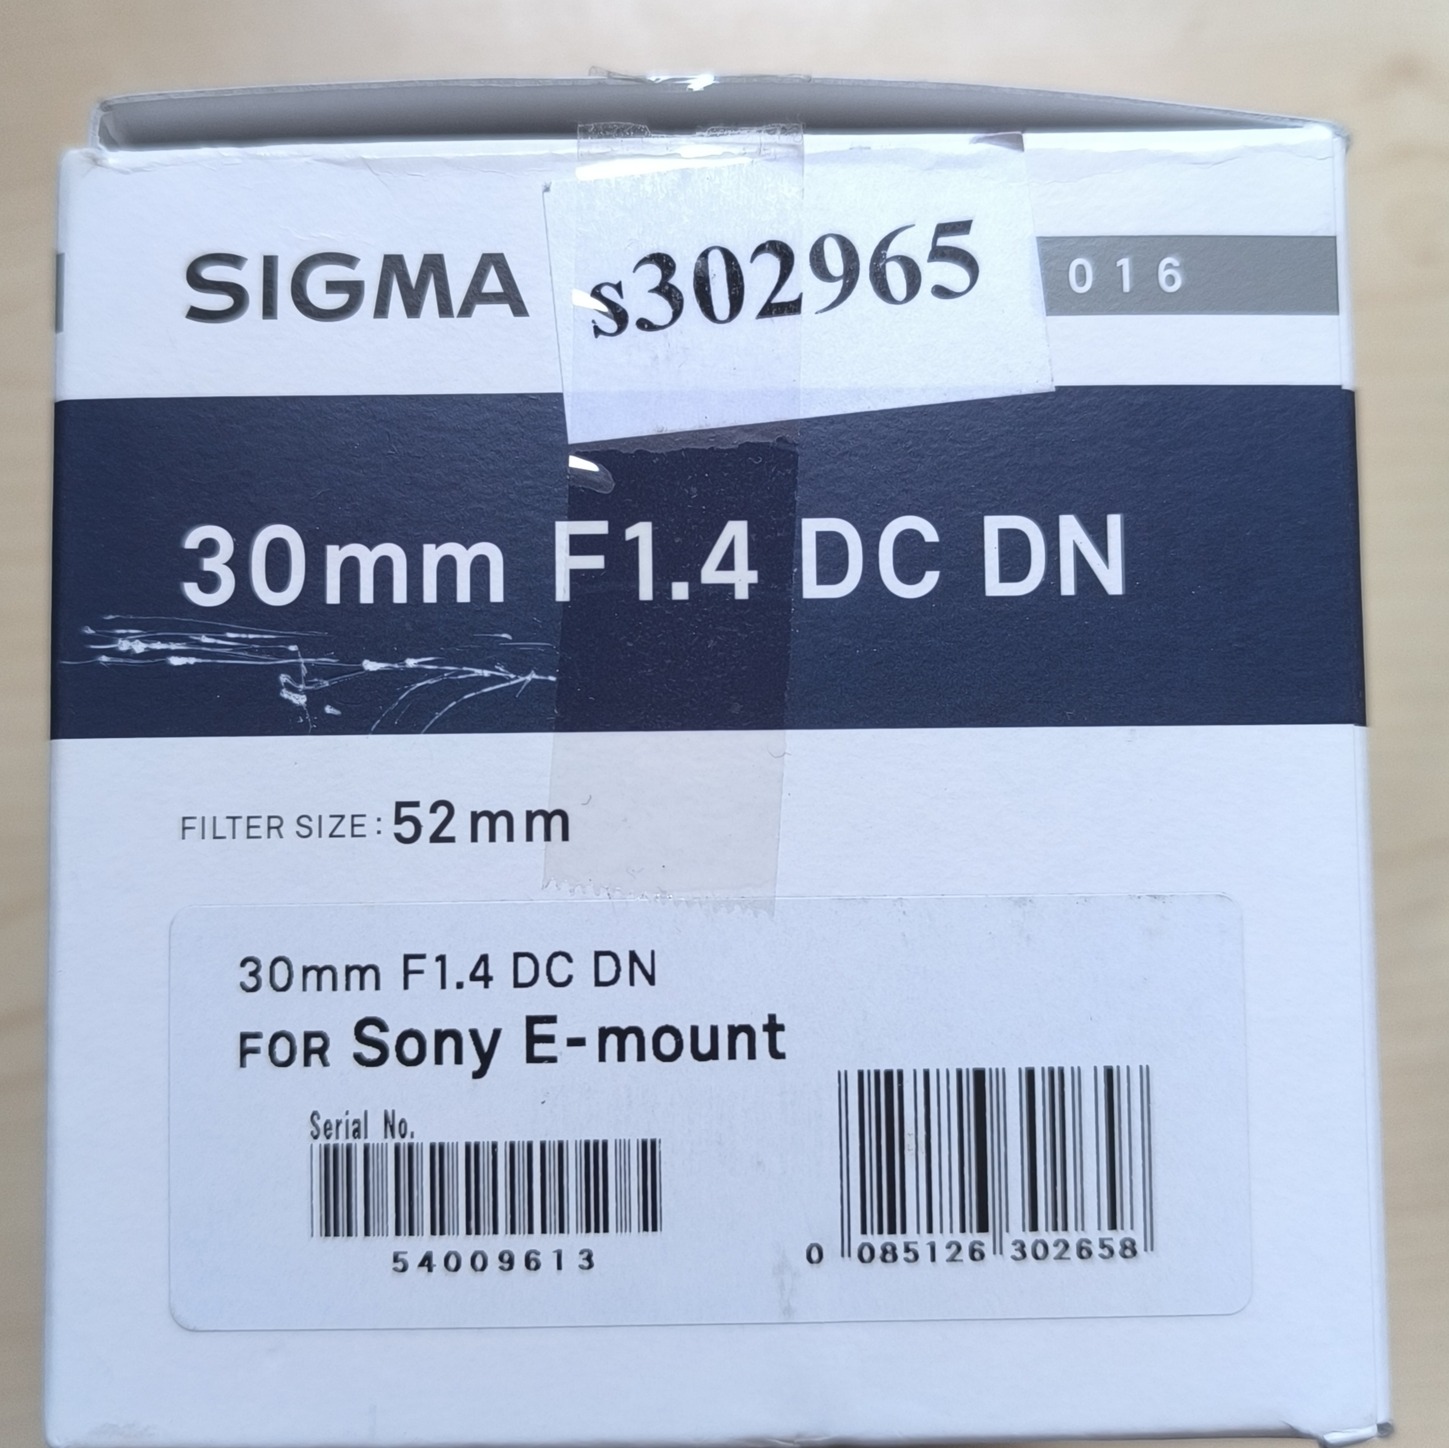 SIGMA s302965 016
30mm F1.4 DC DN
FILTER SIZE: 52mm
30mm F1.4 DC DN
FOR Sony E-mount
Serial No.
54009613
0 085126 302658